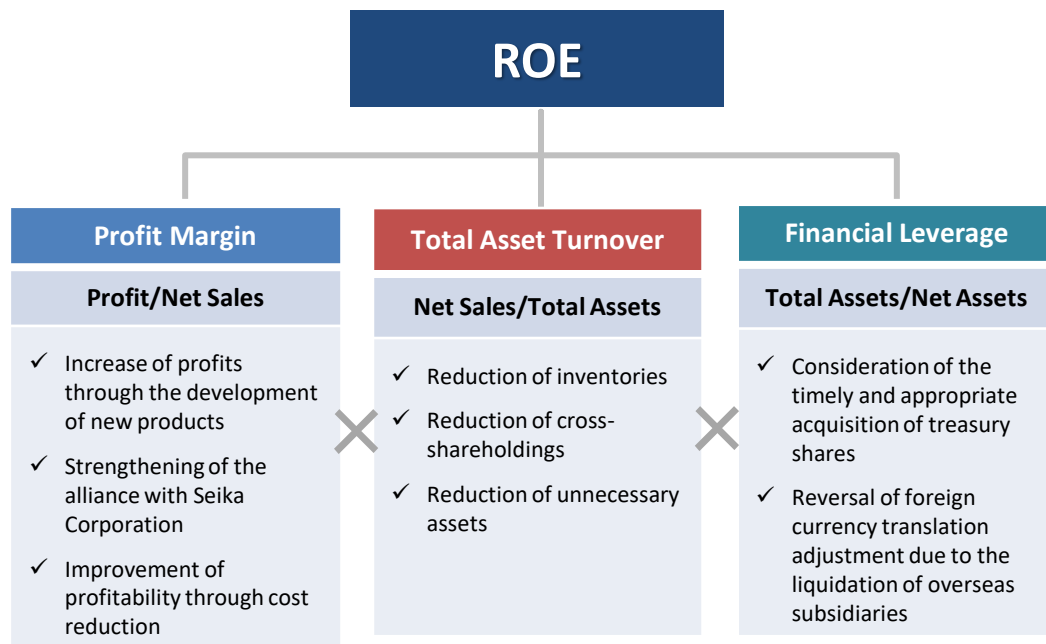 ROE
Profit Margin
Profit/Net Sales
✓ Increase of profits
through the development
of new products
✓ Strengthening of the
alliance with Seika
Corporation
✓ Improvement of
profitability through cost
reduction
Total Asset Turnover
Net Sales/Total Assets
✓ Reduction of inventories
✓ Reduction of cross-
shareholdings
✓ Reduction of unnecessary
assets
Financial Leverage
Total Assets/Net Assets
✓ Consideration of the
timely and appropriate
acquisition of treasury
shares
✓ Reversal of foreign
currency translation
adjustment due to the
liquidation of overseas
subsidiaries